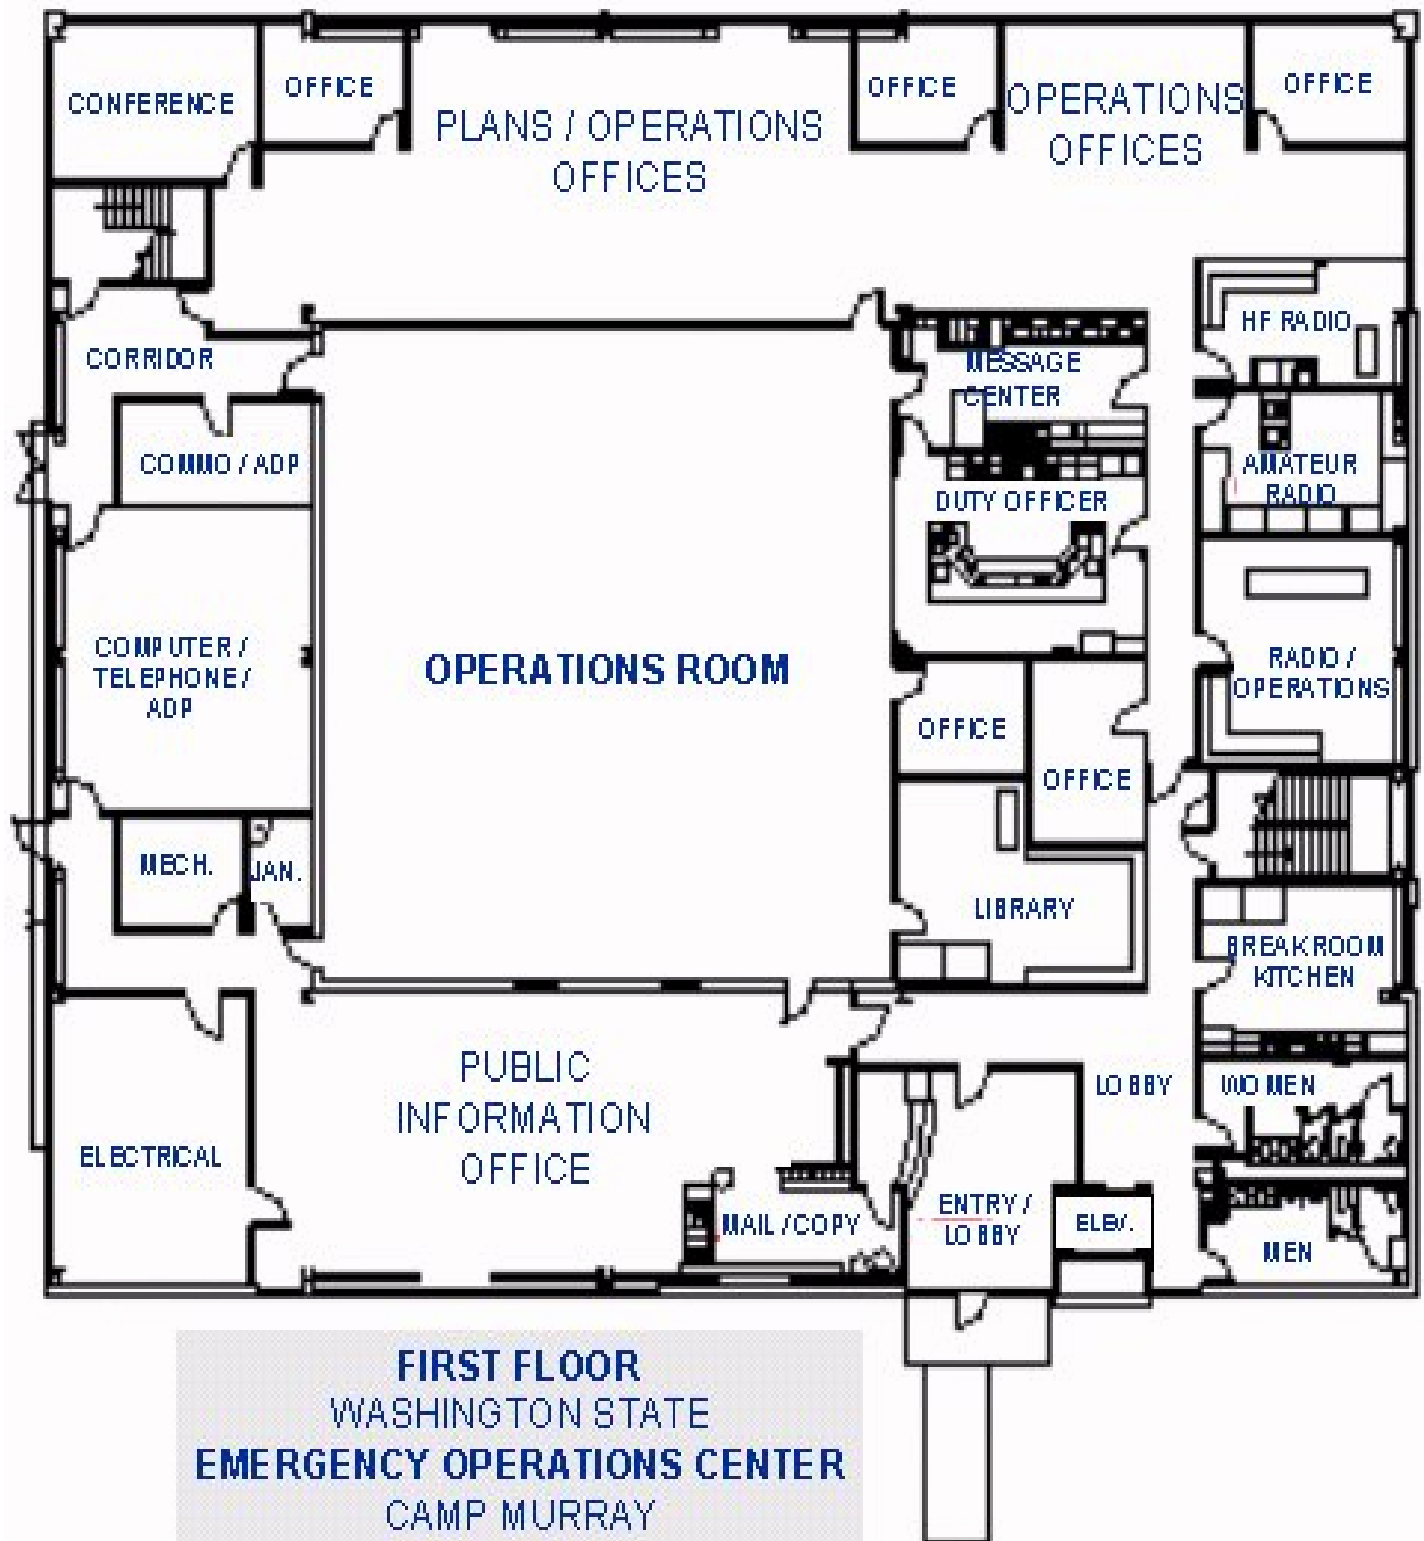 CONFERENCE
OFFICE
PLANS / OPERATIONS
OFFICES
OFFICE
OPERATIONS
OFFICES
OFFICE
CORRIDOR
HF RADIO
MESSAGE
CENTER
COMMO / ADP
AMATEUR
RADIO
DUTY OFFICER
COMPUTER /
TELEPHONE /
ADP
OPERATIONS ROOM
RADIO /
OPERATIONS
OFFICE
OFFICE
MECH.
JAN.
LIBRARY
BREAKROOM
KITCHEN
PUBLIC
INFORMATION
OFFICE
LOBBY
WOMEN
ELECTRICAL
MAIL / COPY
ENTRY /
LOBBY
ELEV.
MEN
FIRST FLOOR
WASHINGTON STATE
EMERGENCY OPERATIONS CENTER
CAMP MURRAY